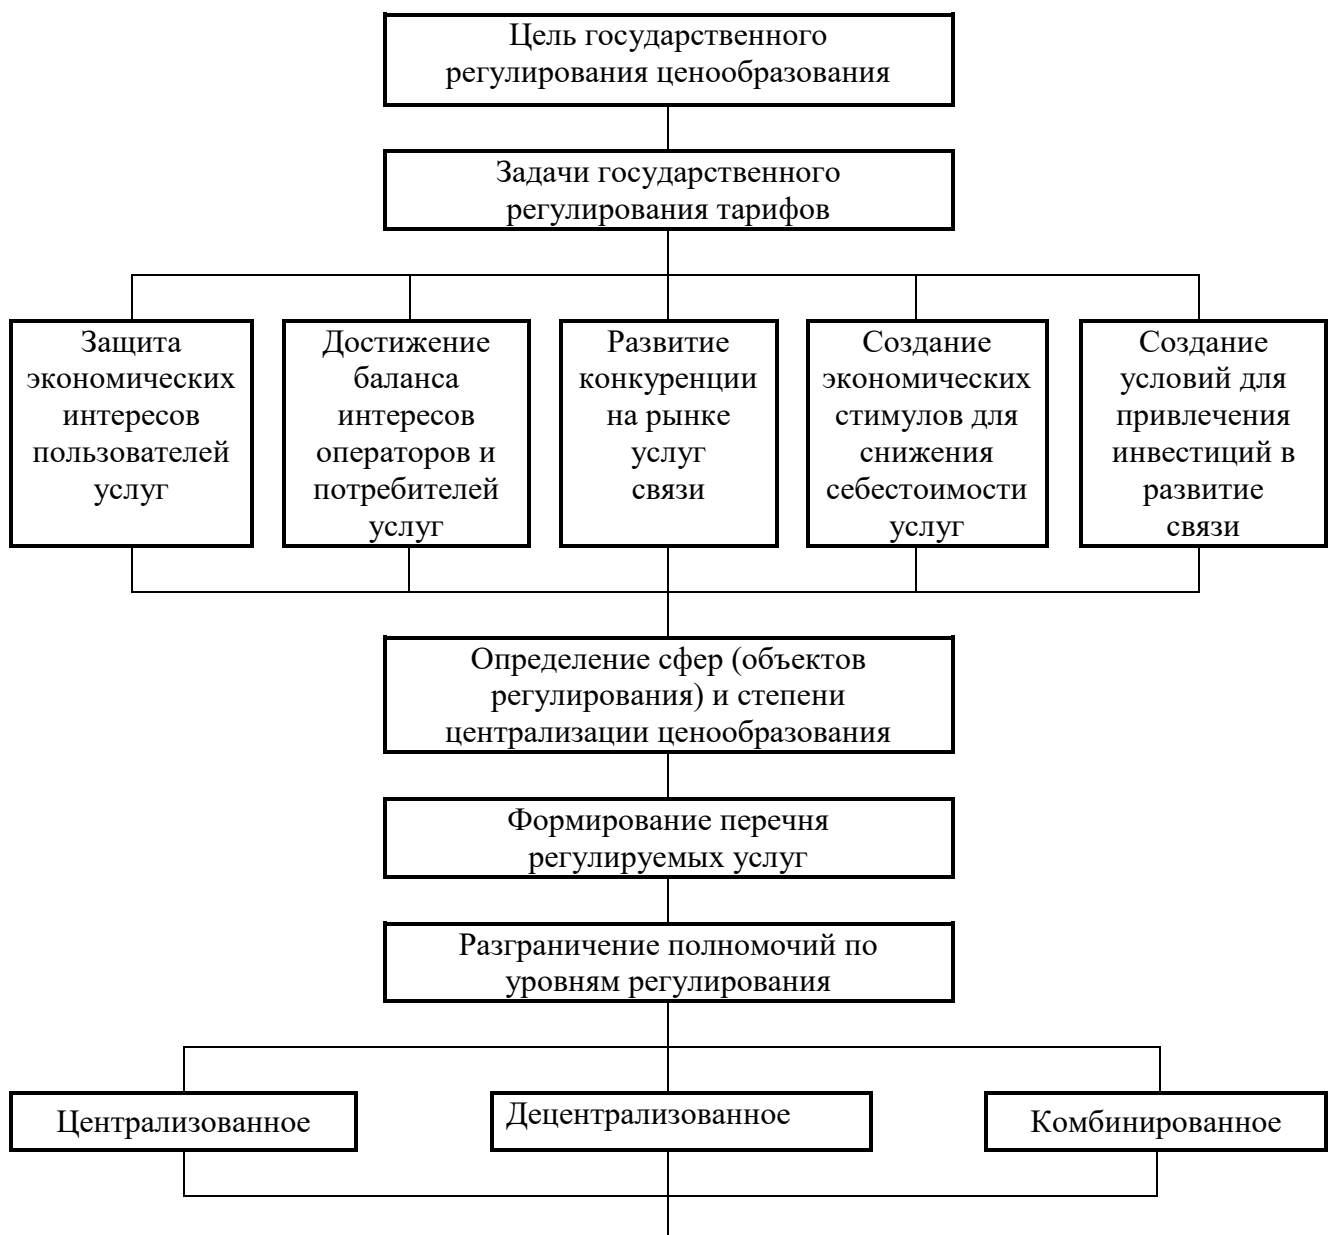 Цель государственного
регулирования ценообразования
Задачи государственного
регулирования тарифов
Защита
экономических
интересов
пользователей
услуг
Достижение
баланса
интересов
операторов и
потребителей
услуг
Развитие
конкуренции
на рынке
услуг
связи
Создание
экономических
стимулов для
снижения
себестоимости
услуг
Создание
условий для
привлечения
инвестиций в
развитие
связи
Определение сфер (объектов
регулирования) и степени
централизации ценообразования
Формирование перечня
регулируемых услуг
Разграничение полномочий по
уровням регулирования
Централизованное
Децентрализованное
Комбинированное